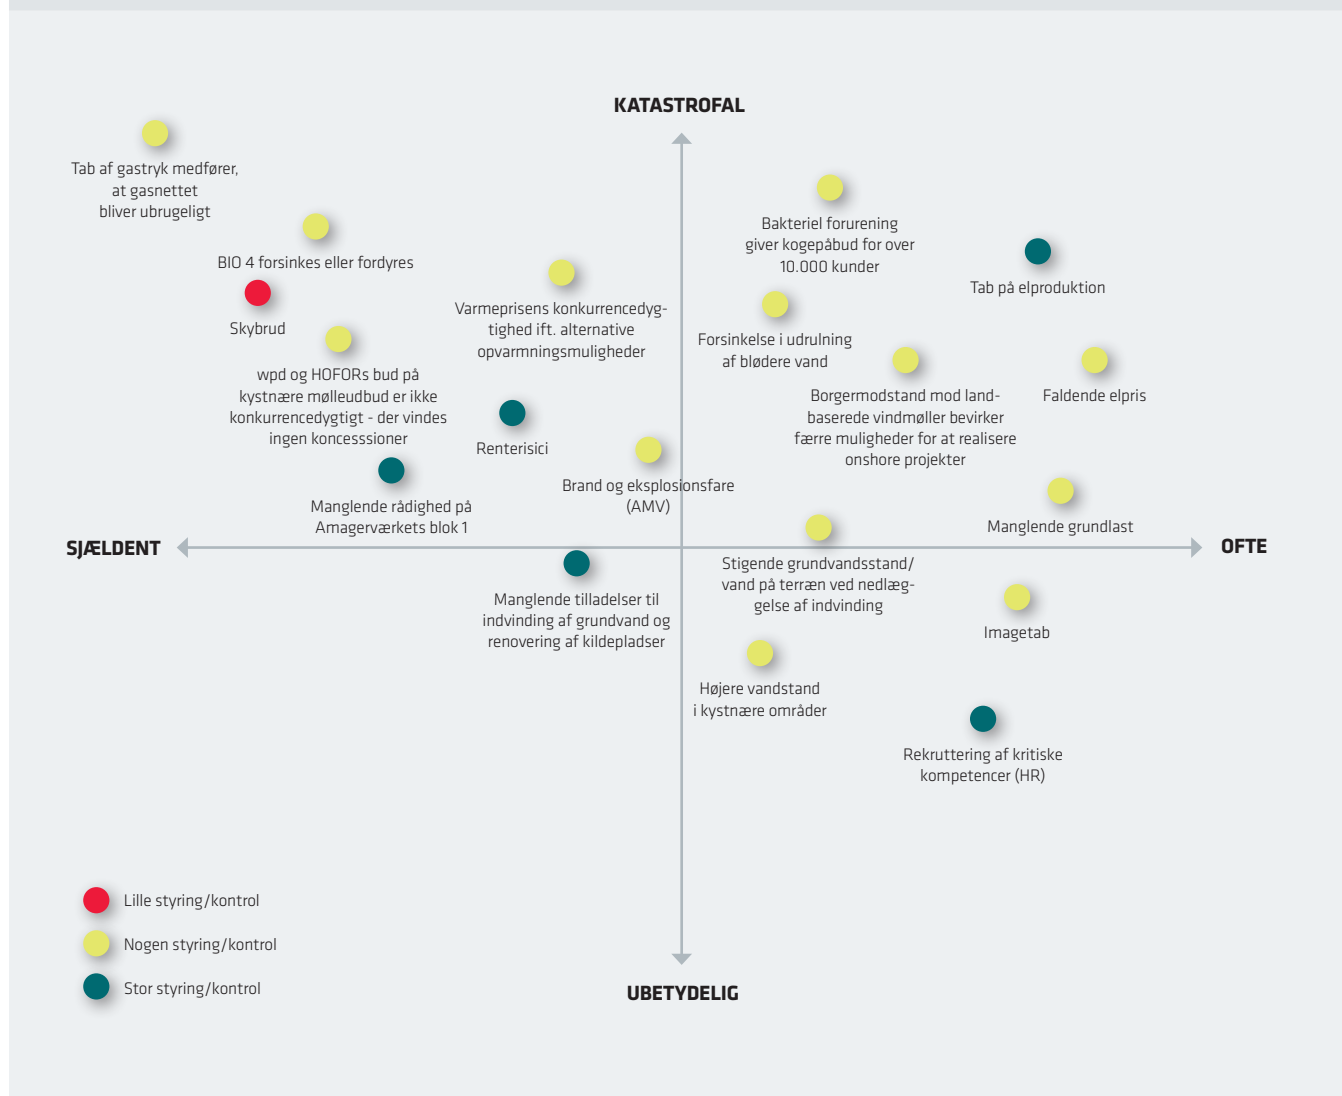 KATASTROFAL
Tab af gastryk medfører,
at gasnettet
bliver ubrugeligt
BIO 4 forsinkes eller fordyres
Skybrud
wpd og HOFORs bud på
kystnære mølleudbud er ikke
konkurrencedygtigt - der vindes
ingen koncesssioner
Manglende rådighed på
Amagerværkets blok 1
Varmeprisens konkurrencedyg-
tighed ift. alternative
opvarmningsmuligheder
Renterisici
Brand og eksplosionsfare
(AMV)
Bakteriel forurening
giver kogepåbud for over
10.000 kunder
Tab på elproduktion
Forsinkelse i udrulning
af blødere vand
Borgermodstand mod land-
baserede vindmøller bevirker
færre muligheder for at realisere
onshore projekter
Faldende elpris
Manglende grundlast
SJÆLDENT
OFTE
Manglende tilladelser til
indvinding af grundvand og
renovering af kildepladser
Stigende grundvandsstand/
vand på terræn ved nedlæg-
gelse af indvinding
Imagetab
Højere vandstand
i kystnære områder
Rekruttering af kritiske
kompetencer (HR)
Lille styring/kontrol
Nogen styring/kontrol
Stor styring/kontrol
UBETYDELIG